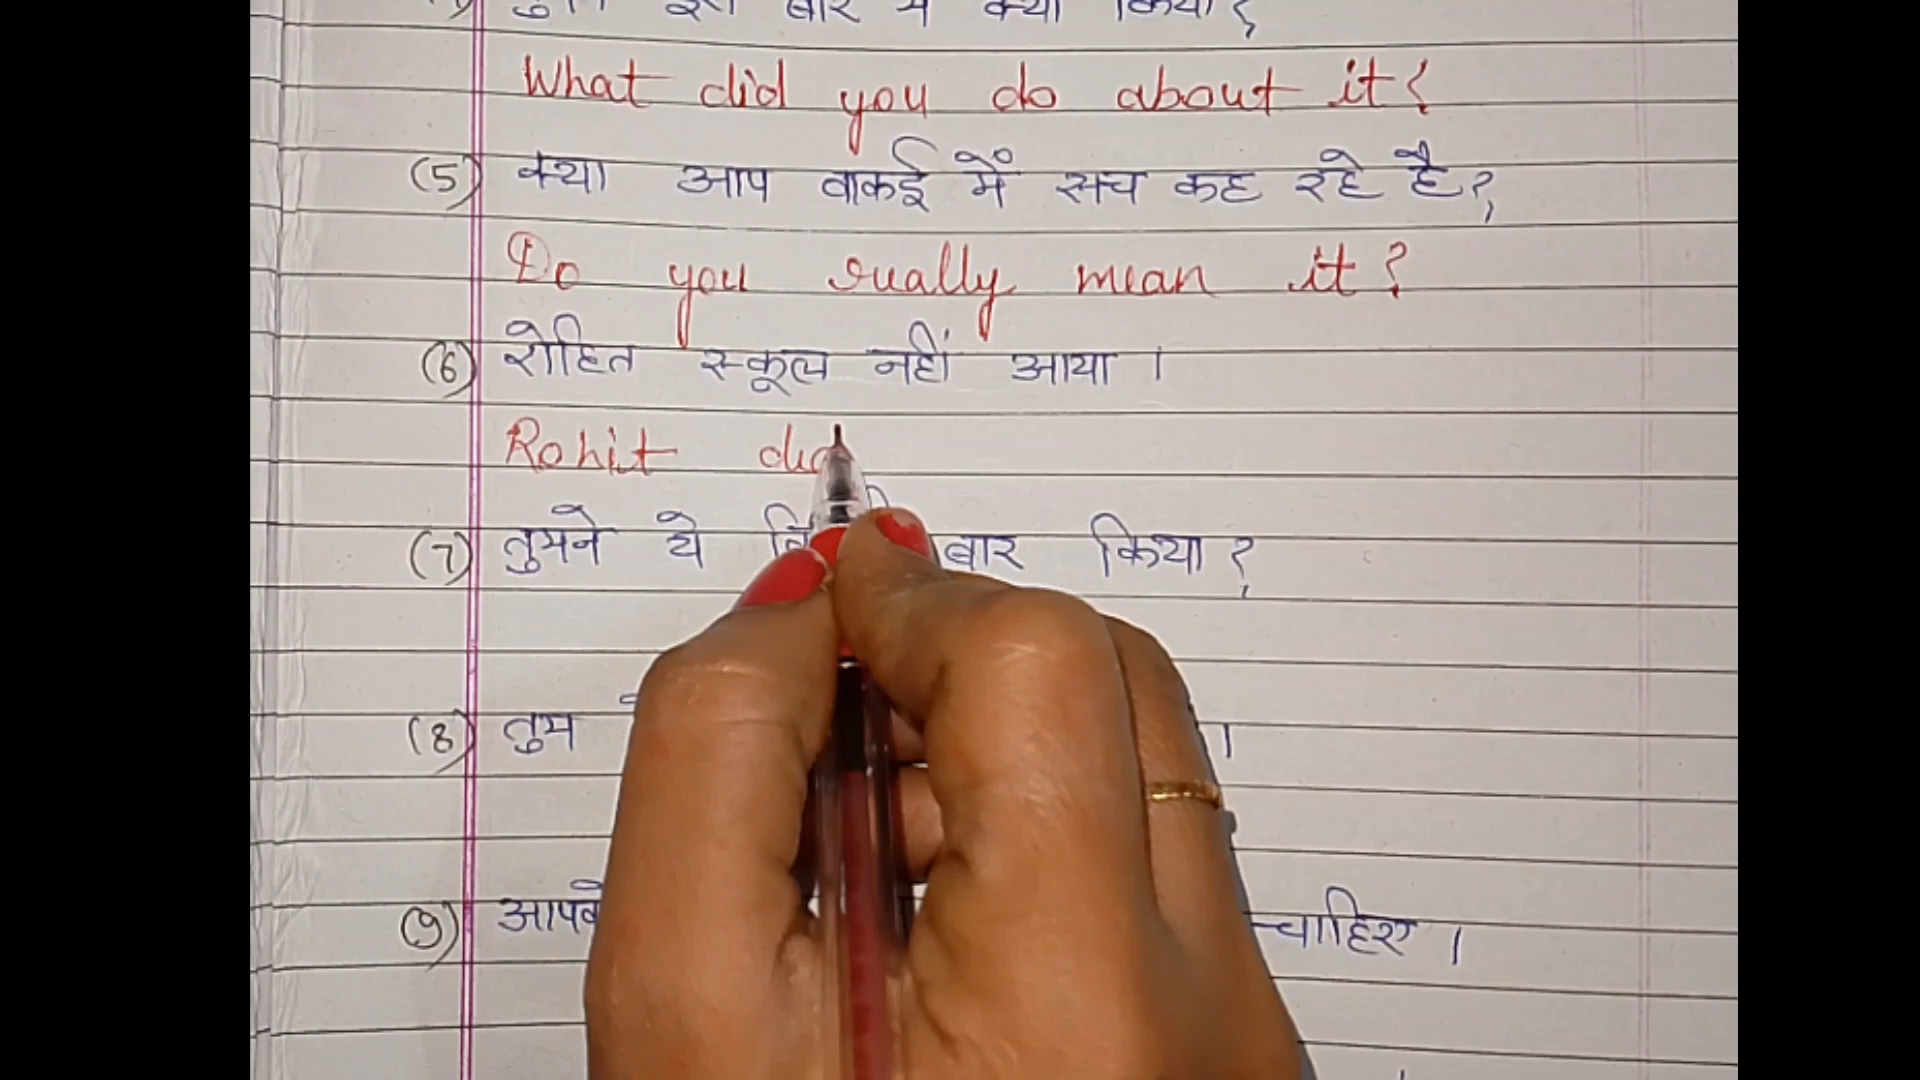 बारे में क्या किया?
What did you do about it?
(5) क्या आप वाकई में सच कह रहे है?
Do you really mean it?
(6) रोहित स्कूल नहीं आया ।
Rohit did
(7) तुमने ये बार किया?
(8) तुम ।
(9) चाहिए ।